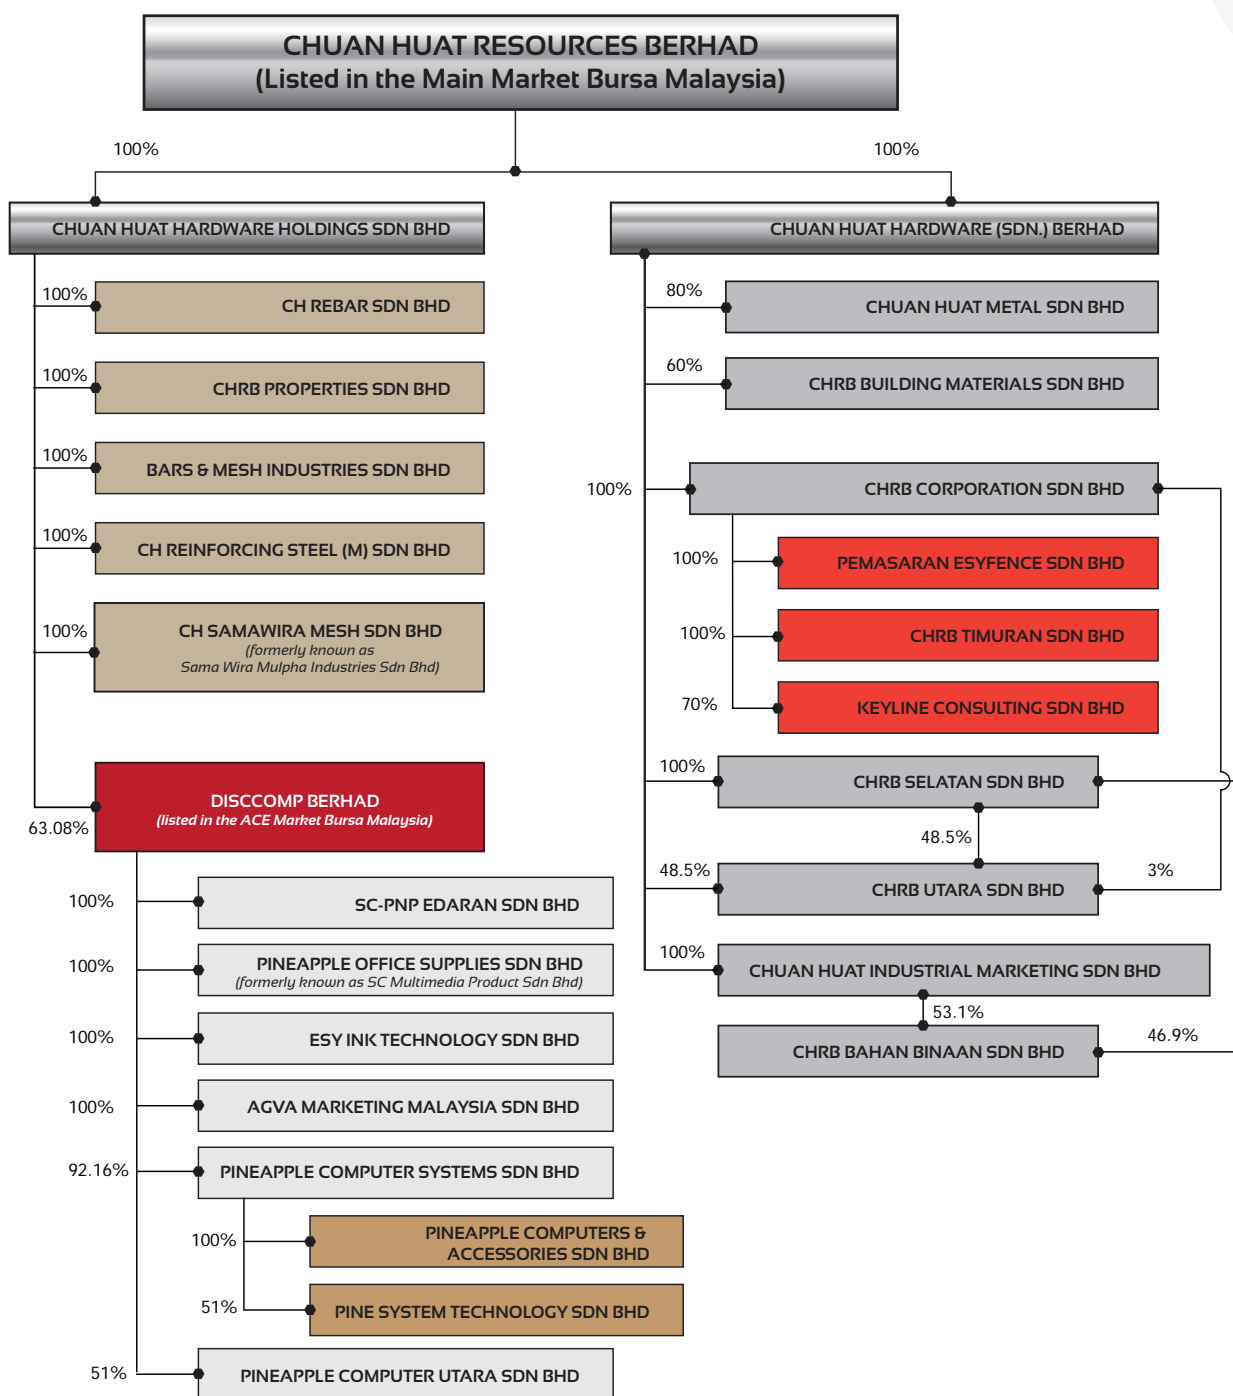 CHUAN HUAT RESOURCES BERHAD
(Listed in the Main Market Bursa Malaysia)
100%
100%
CHUAN HUAT HARDWARE HOLDINGS SDN BHD
100%
CH REBAR SDN BHD
100%
CHRB PROPERTIES SDN BHD
100%
BARS & MESH INDUSTRIES SDN BHD
100%
CH REINFORCING STEEL (M) SDN BHD
100%
CH SAMAWIRA MESH SDN BHD
(formerly known as
Sama Wira Mulpha Industries Sdn Bhd)
63.08%
DISCCOMP BERHAD
(listed in the ACE Market Bursa Malaysia)
100%
SC-PNP EDARAN SDN BHD
100%
PINEAPPLE OFFICE SUPPLIES SDN BHD
(formerly known as SC Multimedia Product Sdn Bhd)
100%
ESY INK TECHNOLOGY SDN BHD
100%
AGVA MARKETING MALAYSIA SDN BHD
92.16%
PINEAPPLE COMPUTER SYSTEMS SDN BHD
100%
PINEAPPLE COMPUTERS &
ACCESSORIES SDN BHD
51%
PINE SYSTEM TECHNOLOGY SDN BHD
51%
PINEAPPLE COMPUTER UTARA SDN BHD
CHUAN HUAT HARDWARE (SDN.) BERHAD
80%
CHUAN HUAT METAL SDN BHD
60%
CHRB BUILDING MATERIALS SDN BHD
100%
CHRB CORPORATION SDN BHD
100%
PEMASARAN ESYFENCE SDN BHD
100%
CHRB TIMURAN SDN BHD
70%
KEYLINE CONSULTING SDN BHD
100%
CHRB SELATAN SDN BHD
48.5%
48.5%
CHRB UTARA SDN BHD
3%
100%
CHUAN HUAT INDUSTRIAL MARKETING SDN BHD
53.1%
CHRB BAHAN BINAAN SDN BHD
46.9%